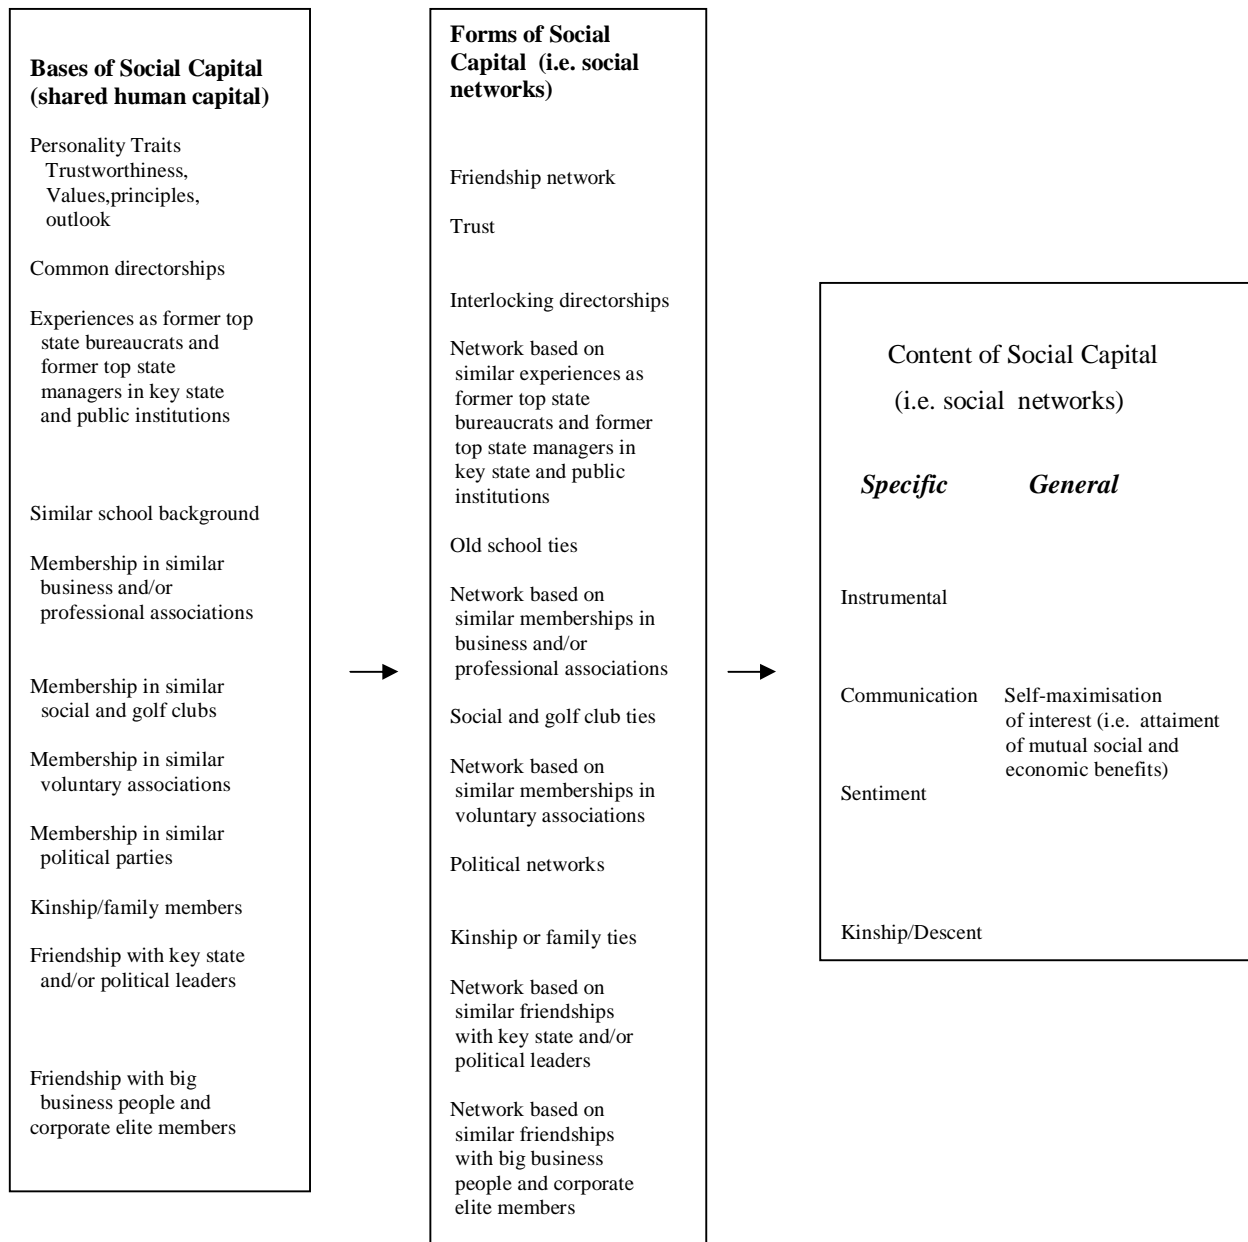 Bases of Social Capital
(shared human capital)
Personality Traits
Trustworthiness,
Values,principles,
outlook
Common directorships
Experiences as former top
state bureaucrats and
former top state
managers in key state
and public institutions
Similar school background
Membership in similar
business and/or
professional associations
Membership in similar
social and golf clubs
Membership in similar
voluntary associations
Membership in similar
political parties
Kinship/family members
Friendship with key state
and/or political leaders
Friendship with big
business people and
corporate elite members
Forms of Social
Capital (i.e. social
networks)
Friendship network
Trust
Interlocking directorships
Network based on
similar experiences as
former top state
bureaucrats and former
top state managers in
key state and public
institutions
Old school ties
Network based on
similar memberships in
business and/or
professional associations
Social and golf club ties
Network based on
similar memberships in
voluntary associations
Political networks
Kinship or family ties
Network based on
similar friendships
with key state and/or
political leaders
Network based on
similar friendships
with big business
people and corporate
elite members
Content of Social Capital
(i.e. social networks)
Specific General
Instrumental
Communication Self-maximisation
of interest (i.e. attaiment
of mutual social and
economic benefits)
Sentiment
Kinship/Descent